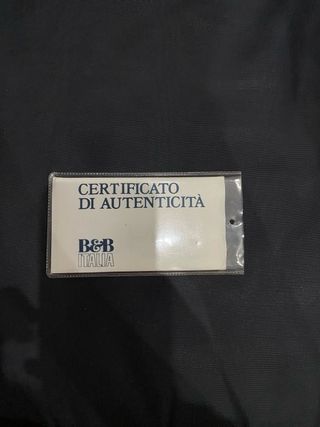 CERTIFICATO
DI AUTENTICITÀ
B&B
ITALIA